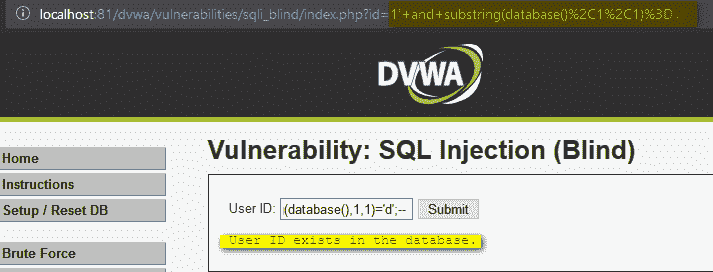 localhost:81/dvwa/vulnerabilities/sqli_blind/index.php?id=1'+and+substring(database()%2C1%2C1)%3D.
DVWA
Vulnerability: SQL Injection (Blind)
Home
Instructions
Setup / Reset DB
Brute Force
User ID: (database(),1,1)='d';-- Submit
User ID exists in the database.